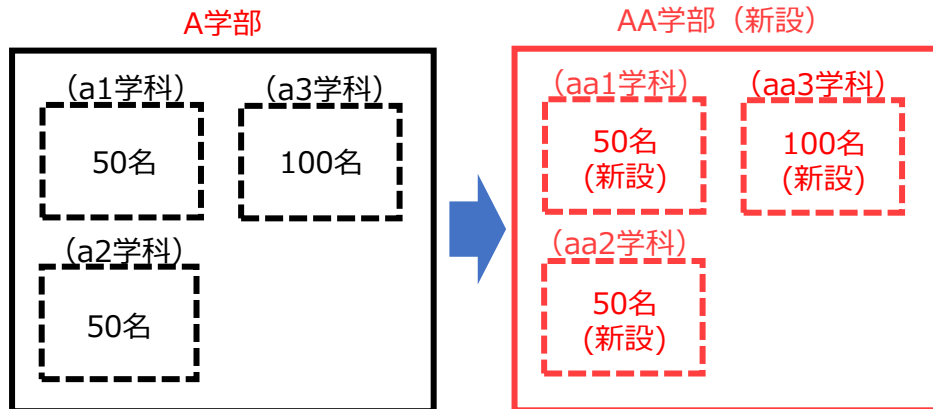 A学部
(a1学科)
50名
(a3学科)
100名
(a2学科)
50名
AA学部（新設）
(aa1学科)
50名
(新設)
(aa3学科)
100名
(新設)
(aa2学科)
50名
(新設)